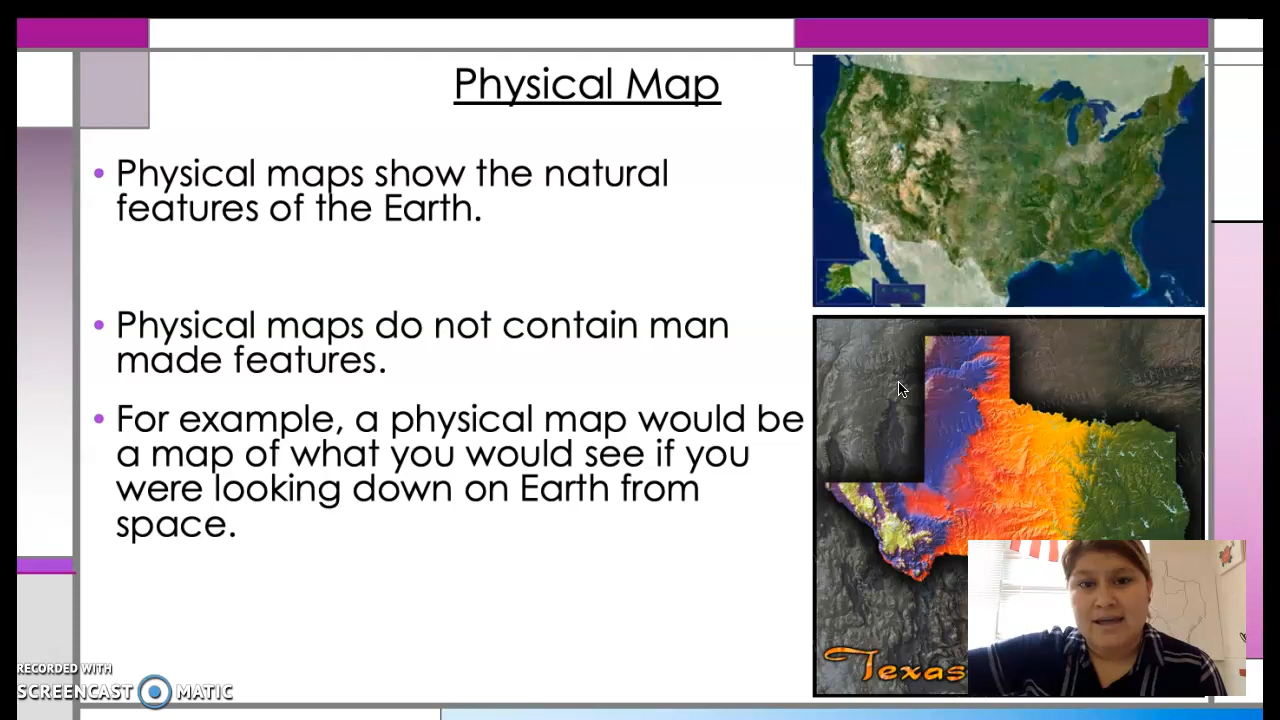 Physical Map
• Physical maps show the natural
features of the Earth.
• Physical maps do not contain man
made features.
• For example, a physical map would be
a map of what you would see if you
were looking down on Earth from
space.
Texas
RECORDED WITH
SCREENCAST MATIC